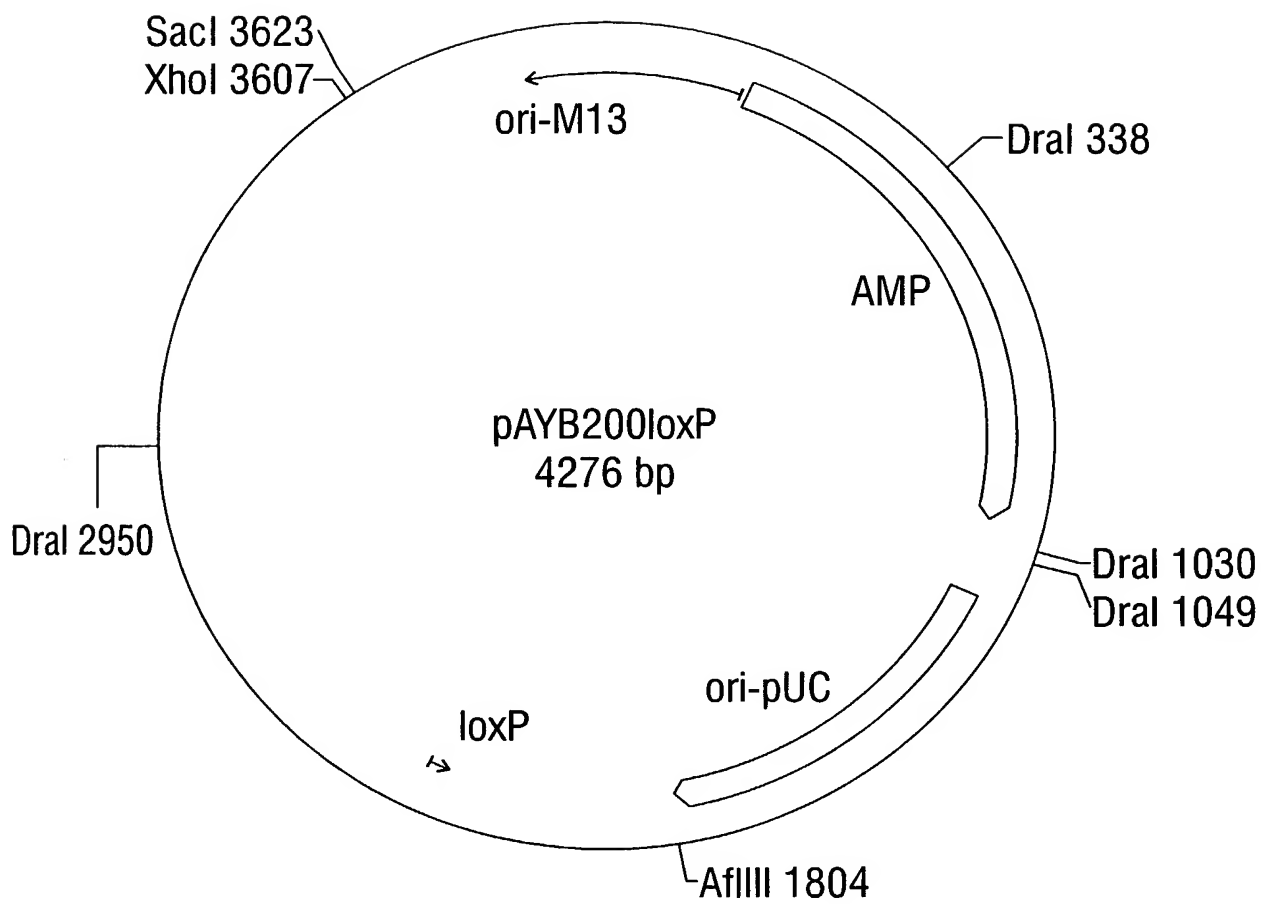 SacI 3623
XhoI 3607
ori-M13
DraI 338
AMP
pAYB200loxP
4276 bp
DraI 2950
DraI 1030
DraI 1049
ori-pUC
loxP
AflIII 1804